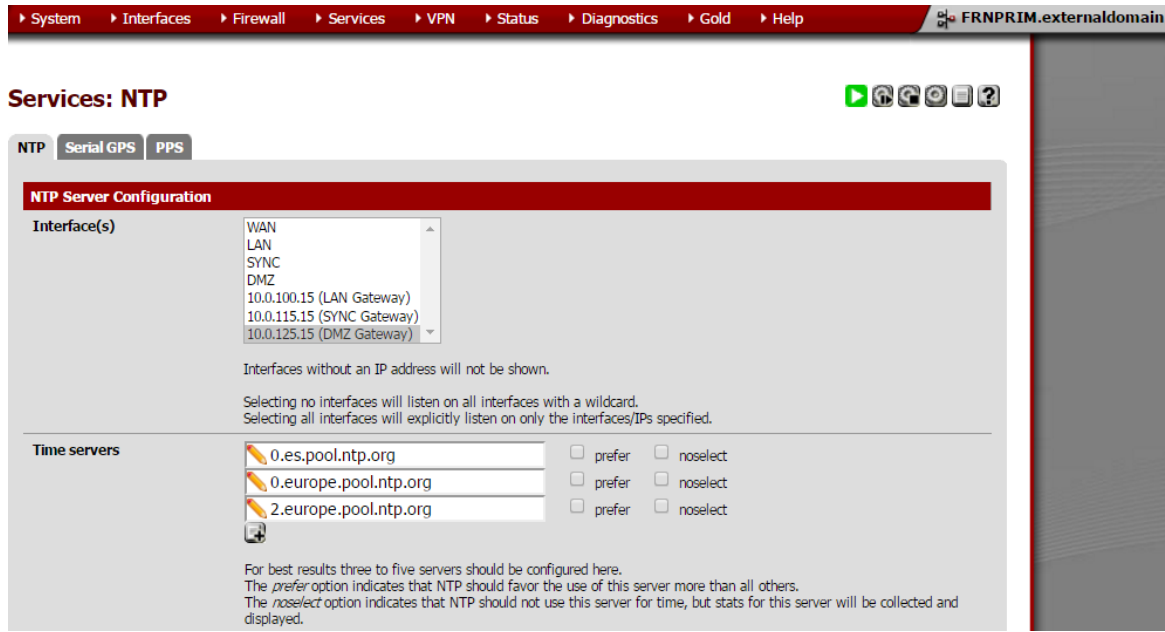 System Interfaces Firewall Services VPN Status Diagnostics Gold Help FRNPRIM.externaldomain
Services: NTP
?
NTP Serial GPS PPS
NTP Server Configuration
Interface(s)
WAN
LAN
SYNC
DMZ
10.0.100.15 (LAN Gateway)
10.0.115.15 (SYNC Gateway)
10.0.125.15 (DMZ Gateway)
Interfaces without an IP address will not be shown.
Selecting no interfaces will listen on all interfaces with a wildcard.
Selecting all interfaces will explicitly listen on only the interfaces/IPs specified.
Time servers
0.es.pool.ntp.org prefer noselect
0.europe.pool.ntp.org prefer noselect
2.europe.pool.ntp.org prefer noselect
For best results three to five servers should be configured here.
The prefer option indicates that NTP should favor the use of this server more than all others.
The noselect option indicates that NTP should not use this server for time, but stats for this server will be collected and
displayed.